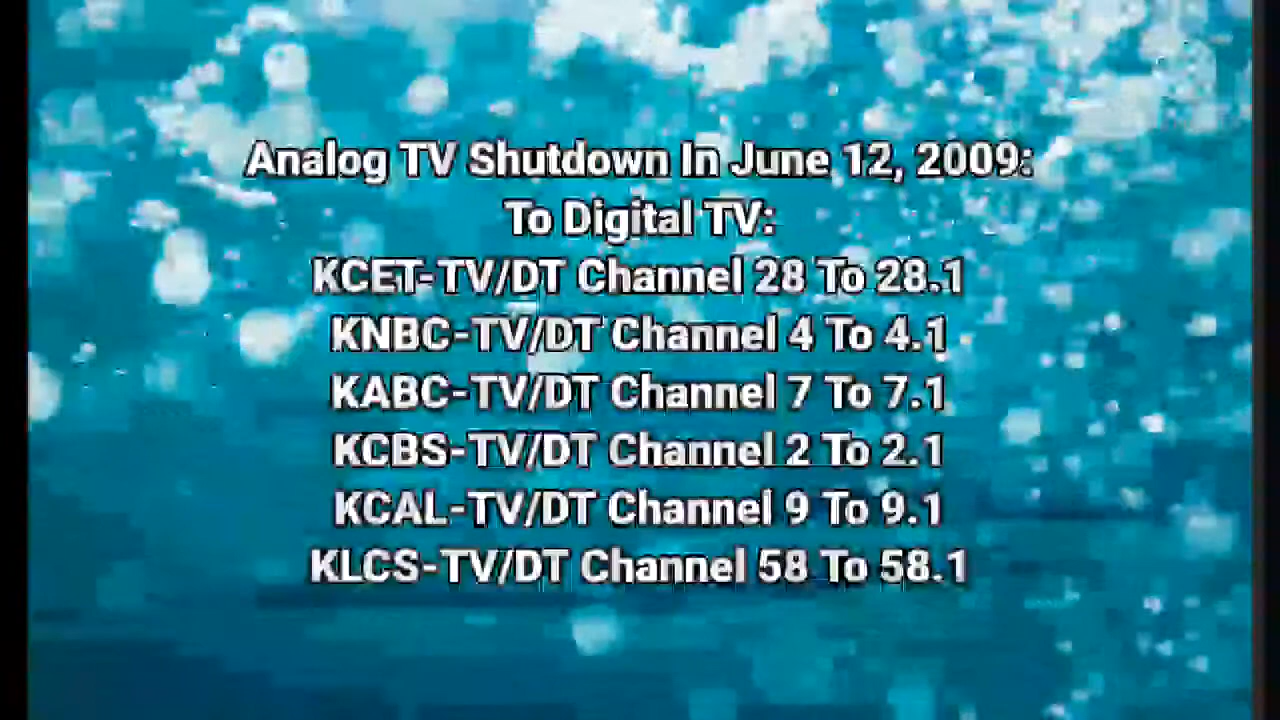 Analog TV Shutdown In June 12, 2009:
To Digital TV:
KCET-TV/DT Channel 28 To 28.1
KNBC-TV/DT Channel 4 To 4.1
KABC-TV/DT Channel 7 To 7.1
KCBS-TV/DT Channel 2 To 2.1
KCAL-TV/DT Channel 9 To 9.1
KLCS-TV/DT Channel 58 To 58.1